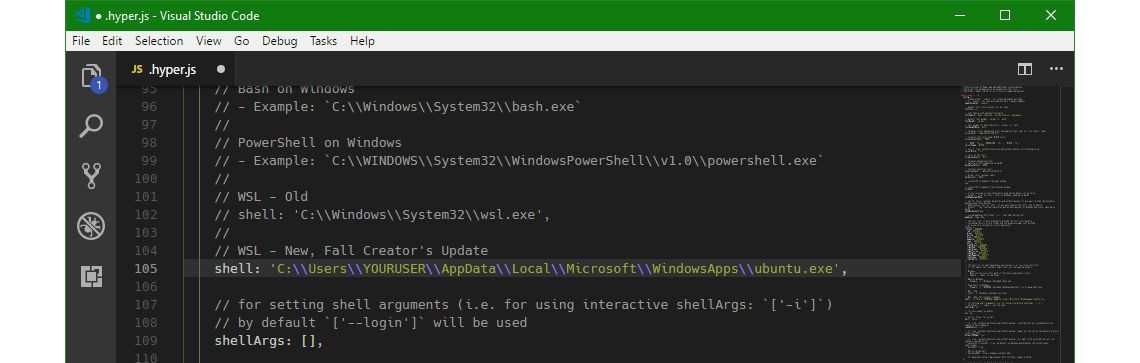 ● .hyper.js - Visual Studio Code
File Edit Selection View Go Debug Tasks Help
1
JS .hyper.js ●
95 // Bash on Windows
96 // - Example: `C:\\Windows\\System32\\bash.exe`
97 //
98 // PowerShell on Windows
99 // - Example: `C:\\WINDOWS\\System32\\WindowsPowerShell\\v1.0\\powershell.exe`
100 //
101 // WSL - Old
102 // shell: 'C:\\Windows\\System32\\wsl.exe',
103 //
104 // WSL - New, Fall Creator's Update
105 shell: 'C:\\Users\\YOURUSER\\AppData\\Local\\Microsoft\\WindowsApps\\ubuntu.exe',
106
107 // for setting shell arguments (i.e. for using interactive shellArgs: `['-i']`)
108 // by default `['--login']` will be used
109 shellArgs: [],
110